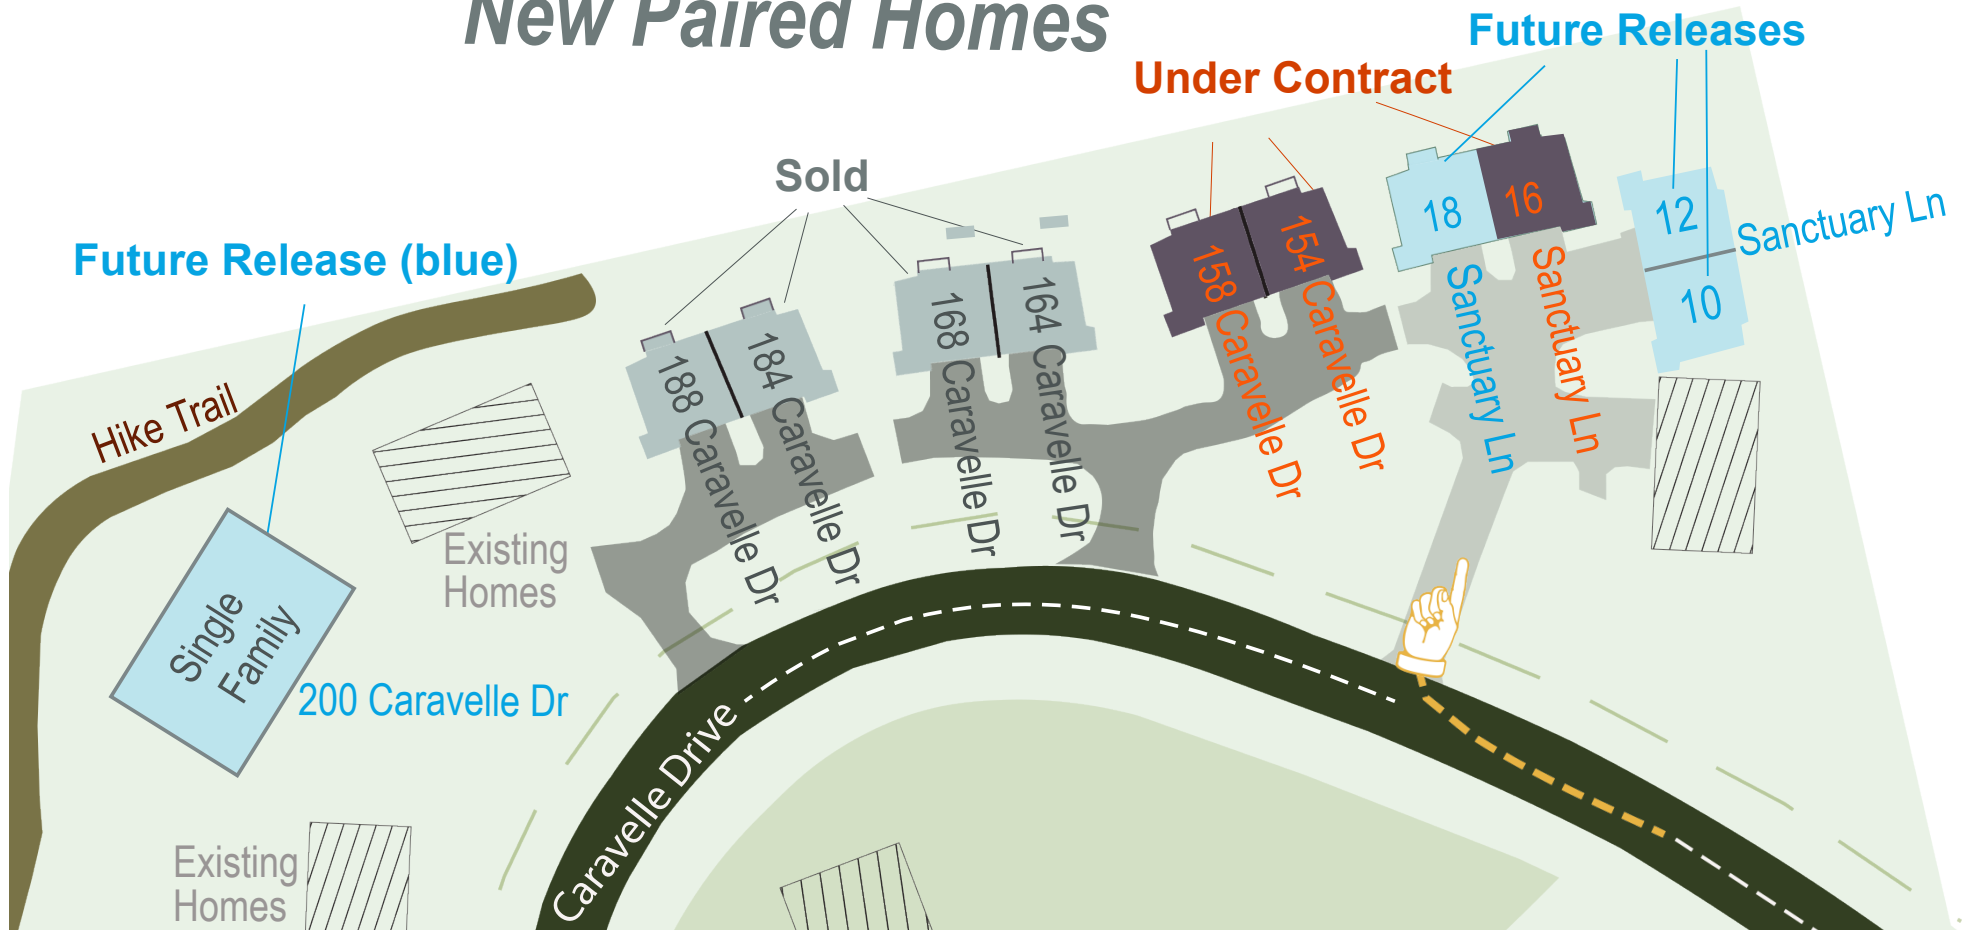 New Paired Homes
Future Releases
Under Contract
Sold
Future Release (blue)
Hike Trail
Existing
Homes
Single
Family
200 Caravelle Dr
Existing
Homes
188 Caravelle Dr
184 Caravelle Dr
168 Caravelle Dr
164 Caravelle Dr
158 Caravelle Dr
154 Caravelle Dr
18 Sanctuary Ln
16 Sanctuary Ln
12
Sanctuary Ln
10
Caravelle Drive